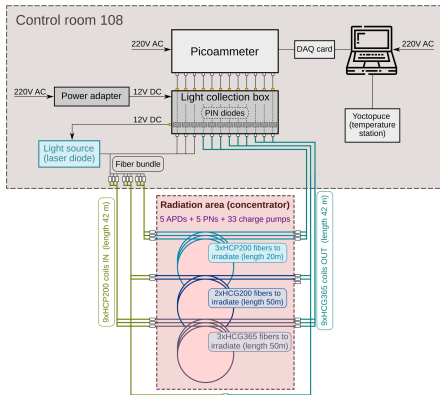 Control room 108
220V AC
Picoammeter
DAQ card
220V AC
220V AC
Power adapter
12V DC
Light collection box
PIN diodes
12V DC
Yoctopuce
(temperature
station)
Light source
(laser diode)
Fiber bundle
9xHCP200 coils IN (length 42 m)
Radiation area (concentrator)
5 APDs + 5 PNs + 33 charge pumps
3xHCP200 fibers to
irradiate (length 20m)
2xHCG200 fibers to
irradiate (length 50m)
3xHCG365 fibers to
irradiate (length 50m)
9xHCG365 coils OUT (length 42 m)